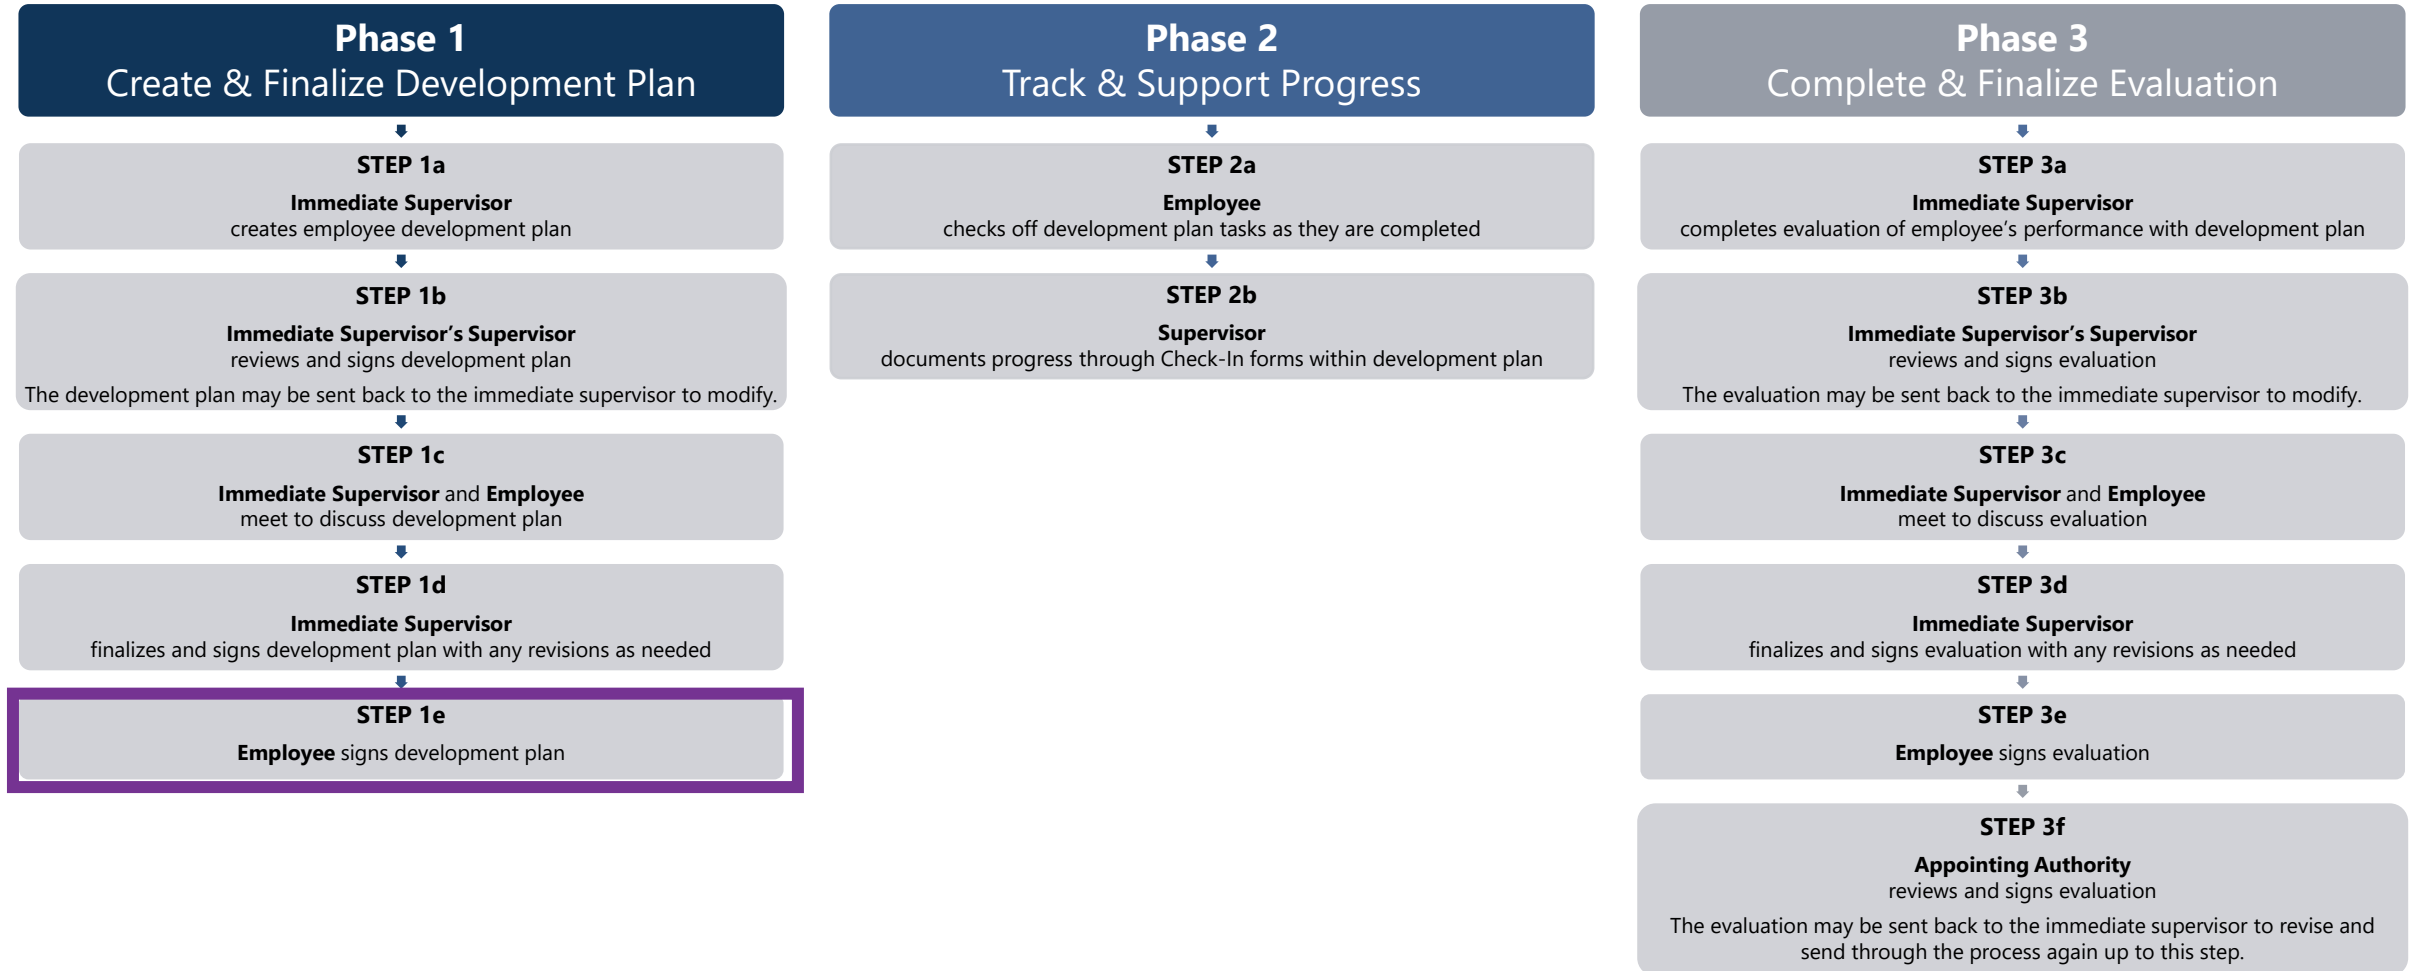 Phase 1
Create & Finalize Development Plan
STEP 1a
Immediate Supervisor
creates employee development plan
STEP 1b
Immediate Supervisor’s Supervisor
reviews and signs development plan
The development plan may be sent back to the immediate supervisor to modify.
STEP 1c
Immediate Supervisor and Employee
meet to discuss development plan
STEP 1d
Immediate Supervisor
finalizes and signs development plan with any revisions as needed
STEP 1e
Employee signs development plan
Phase 2
Track & Support Progress
STEP 2a
Employee
checks off development plan tasks as they are completed
STEP 2b
Supervisor
documents progress through Check-In forms within development plan
Phase 3
Complete & Finalize Evaluation
STEP 3a
Immediate Supervisor
completes evaluation of employee’s performance with development plan
STEP 3b
Immediate Supervisor’s Supervisor
reviews and signs evaluation
The evaluation may be sent back to the immediate supervisor to modify.
STEP 3c
Immediate Supervisor and Employee
meet to discuss evaluation
STEP 3d
Immediate Supervisor
finalizes and signs evaluation with any revisions as needed
STEP 3e
Employee signs evaluation
STEP 3f
Appointing Authority
reviews and signs evaluation
The evaluation may be sent back to the immediate supervisor to revise and
send through the process again up to this step.